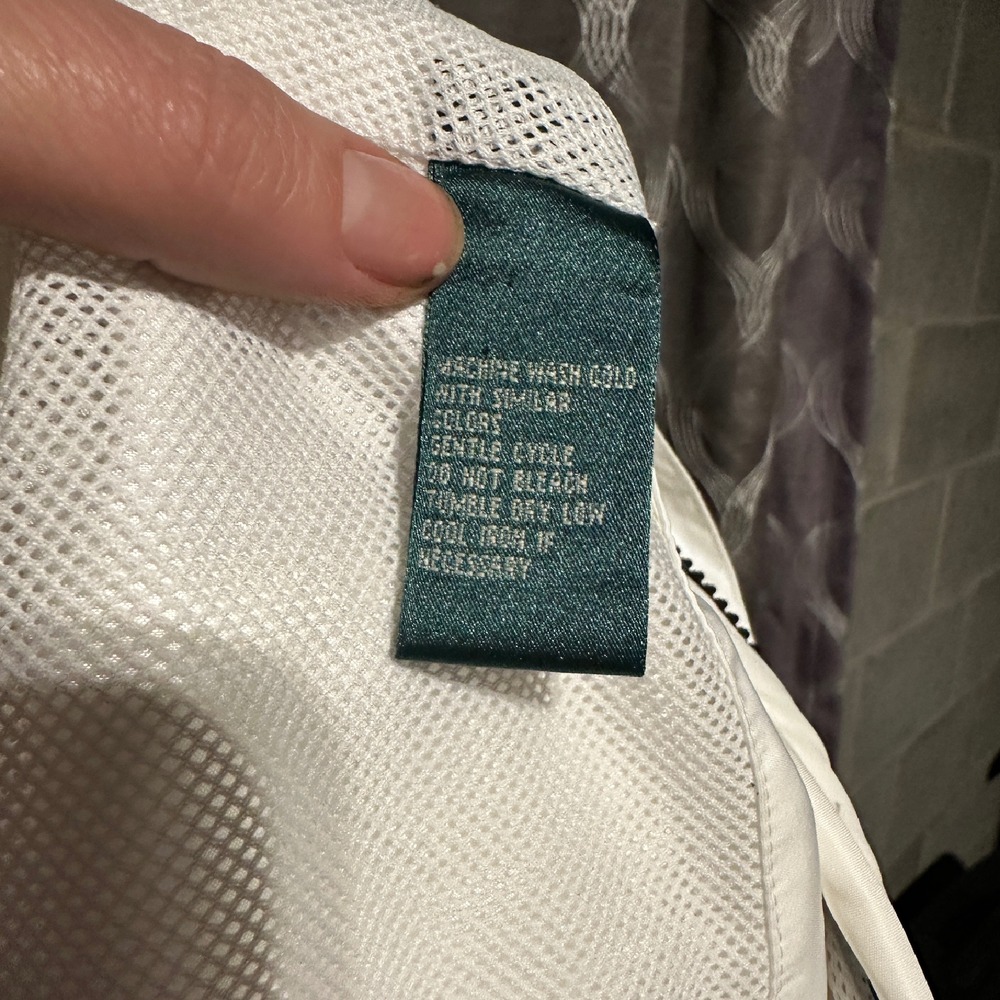 MACHINE WASH COLD
WITH SIMILAR
COLORS
GENTLE CYCLE
DO NOT BLEACH
TUMBLE DRY LOW
COOL IRON IF
NECESSARY